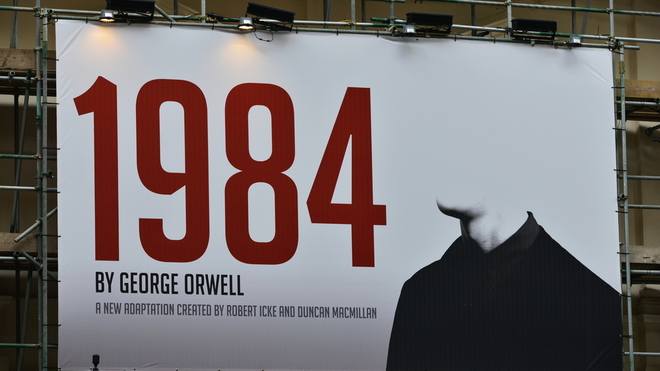 1984
BY GEORGE ORWELL
A NEW ADAPTATION CREATED BY ROBERT ICKE AND DUNCAN MACMILLAN